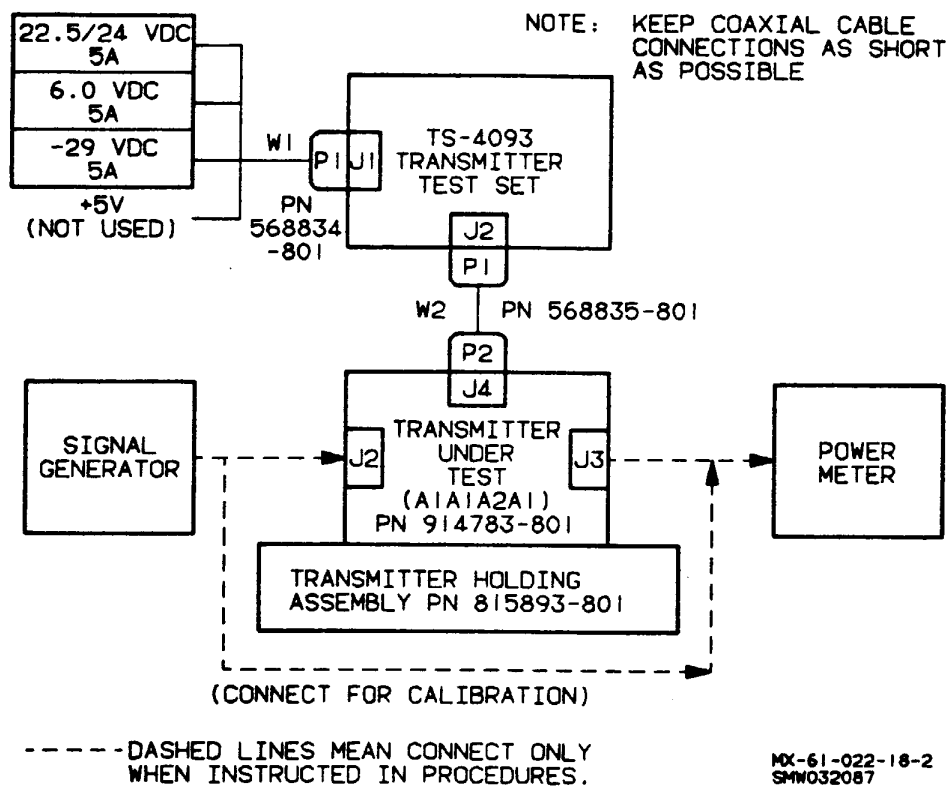 NOTE: KEEP COAXIAL CABLE
CONNECTIONS AS SHORT
AS POSSIBLE
22.5/24 VDC
5A
6.0 VDC
5A
-29 VDC
5A
+5V
(NOT USED)
W1
P1
J1
PN
568834
-801
TS-4093
TRANSMITTER
TEST SET
J2
P1
W2
PN 568835-801
P2
J4
SIGNAL
GENERATOR
J2
TRANSMITTER
UNDER
TEST
(A1A1A2A1)
PN 914783-801
J3
POWER
METER
TRANSMITTER HOLDING
ASSEMBLY PN 815893-801
(CONNECT FOR CALIBRATION)
-----DASHED LINES MEAN CONNECT ONLY
WHEN INSTRUCTED IN PROCEDURES.
MX-61-022-18-2
SMW032087